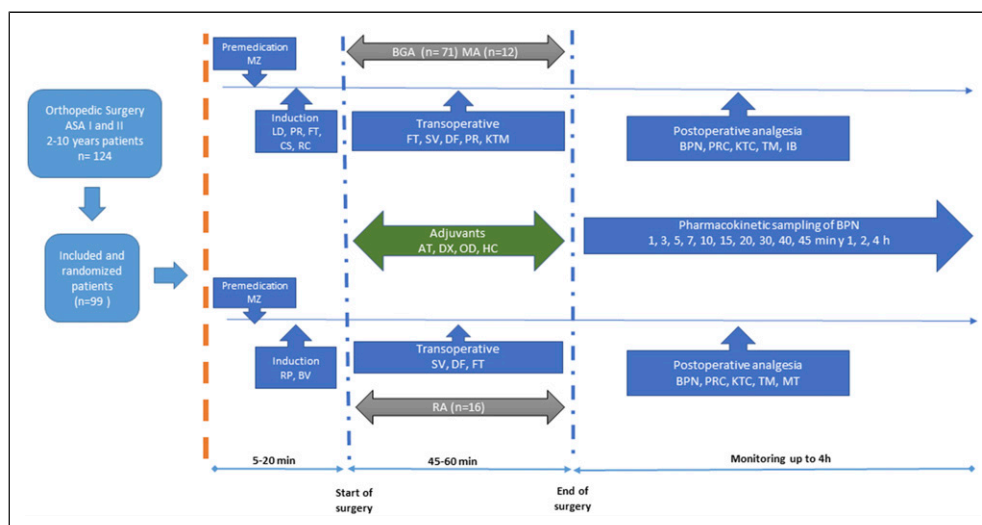 Orthopedic Surgery
ASA I and II
2-10 years patients
n= 124
Included and
randomized
patients
(n=99 )
Premedication
MZ
BGA (n= 71) MA (n=12)
Induction
LD, PR, FT,
CS, RC
Transoperative
FT, SV, DF, PR, KTM
Postoperative analgesia
BPN, PRC, KTC, TM, IB
Adjuvants
AT, DX, OD, HC
Pharmacokinetic sampling of BPN
1, 3, 5, 7, 10, 15, 20, 30, 40, 45 min y 1, 2, 4 h
Premedication
MZ
Induction
RP, BV
Transoperative
SV, DF, FT
Postoperative analgesia
BPN, PRC, KTC, TM, MT
RA (n=16)
5-20 min
45-60 min
Monitoring up to 4h
Start of
surgery
End of
surgery